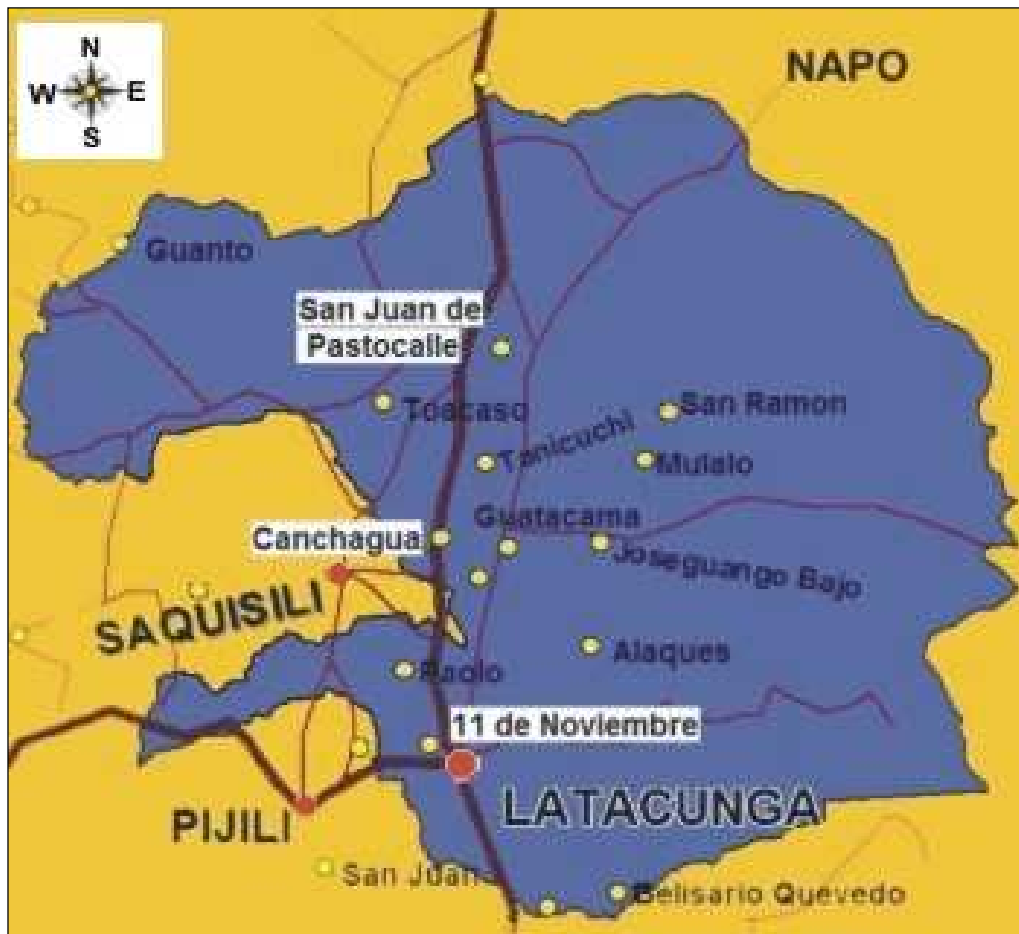 N
W E
S
NAPO
Guanto
San Juan de
Pastocalle
Toacaso
San Ramon
Tanicuchi
Mulalo
Guatacama
Canchagua
Joseguango Bajo
SAQUISILI
Alaques
Paolo
11 de Noviembre
LATACUNGA
PIJILI
San Juan
Belisario Quevedo